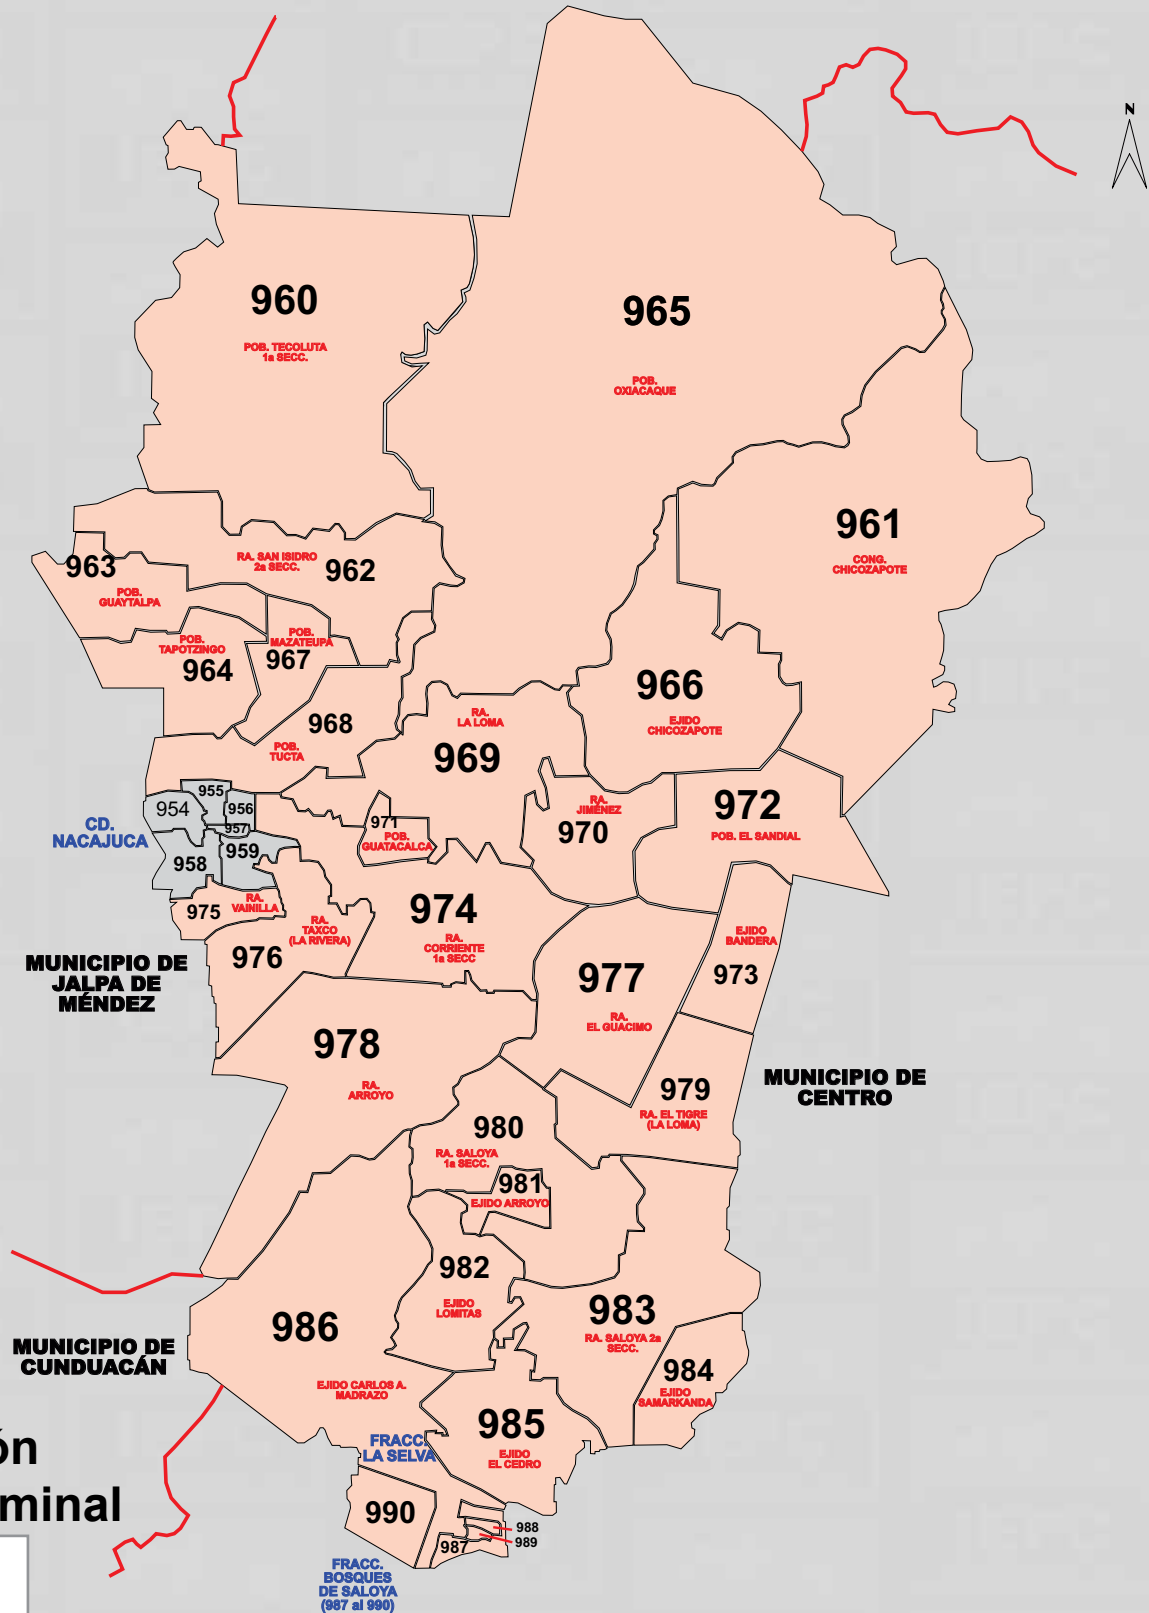 N
960
POB. TECOLUTA
1a SECC.
965
POB.
OXIACAQUE
961
CONG.
CHICOZAPOTE
963
POB.
GUAYTALPA
RA. SAN ISIDRO
2a SECC.
962
POB.
TAPOTZINGO
964
POB.
MAZATEUPA
967
966
EJIDO
CHICOZAPOTE
968
POB.
TUCTA
RA.
LA LOMA
969
972
POB. EL SANDIAL
RA.
JIMÉNEZ
970
955
954
956
957
958
959
CD.
NACAJUCA
971
POB.
GUATACALCA
975
RA.
VAINILLA
RA.
TAXCO
(LA RIVERA)
976
974
RA.
CORRIENTE
1a SECC
EJIDO
BANDERA
973
977
RA.
EL GUACIMO
MUNICIPIO DE
JALPA DE
MÉNDEZ
978
RA.
ARROYO
979
RA. EL TIGRE
(LA LOMA)
MUNICIPIO DE
CENTRO
980
RA. SALOYA
1a SECC.
981
EJIDO ARROYO
982
EJIDO
LOMITAS
983
RA. SALOYA 2a
SECC.
986
EJIDO CARLOS A.
MADRAZO
984
EJIDO
SAMARKANDA
MUNICIPIO DE
CUNDUACÁN
985
EJIDO
EL CEDRO
FRACC.
LA SELVA
ón
minal
990
987
988
989
FRACC.
BOSQUES
DE SALOYA
(987 al 990)